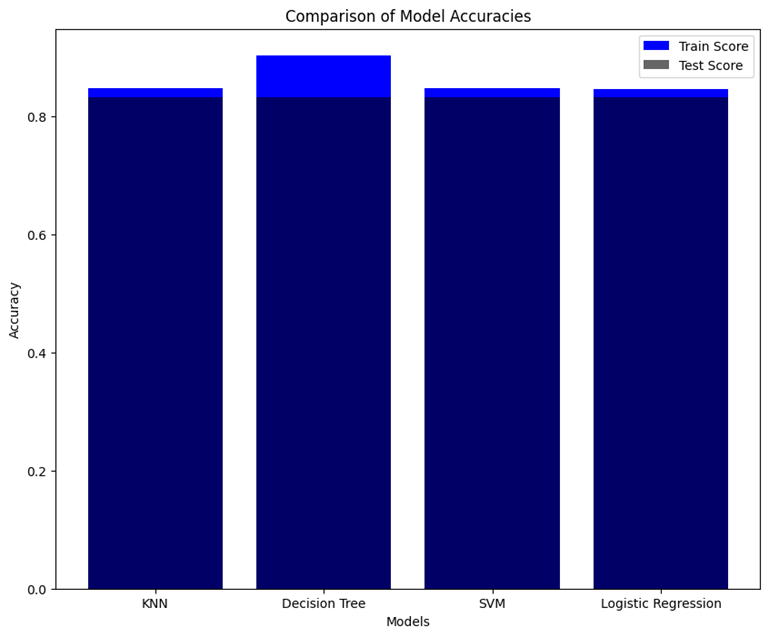 Comparison of Model Accuracies
Train Score
Test Score
Accuracy
0.8
0.6
0.4
0.2
0.0
KNN
Decision Tree
SVM
Logistic Regression
Models